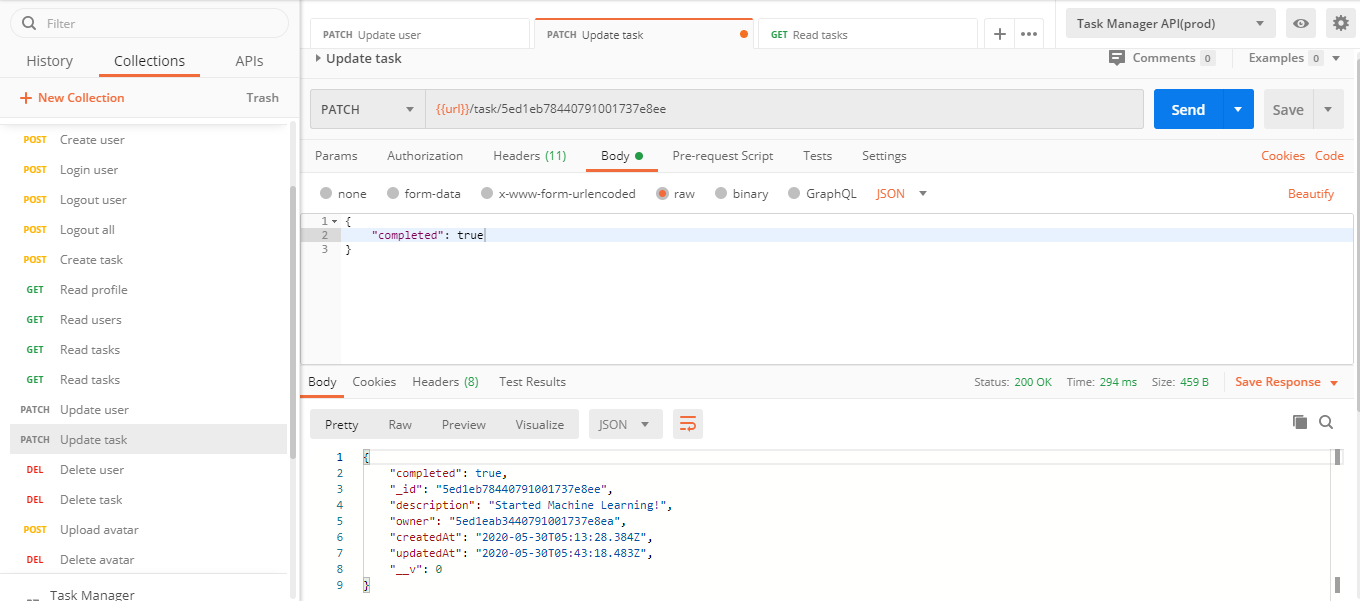 Filter
History Collections APIs
+ New Collection Trash
POST Create user
POST Login user
POST Logout user
POST Logout all
POST Create task
GET Read profile
GET Read users
GET Read tasks
GET Read tasks
PATCH Update user
PATCH Update task
DEL Delete user
DEL Delete task
POST Upload avatar
DEL Delete avatar
Task Manager
PATCH Update user PATCH Update task GET Read tasks + ••• Task Manager API(prod)
Update task Comments 0 Examples 0
PATCH {{url}}/task/5ed1eb78440791001737e8ee Send Save
Params Authorization Headers (11) Body Pre-request Script Tests Settings Cookies Code
none form-data x-www-form-urlencoded raw binary GraphQL JSON Beautify
1 {
2 "completed": true
3 }
Body Cookies Headers (8) Test Results Status: 200 OK Time: 294 ms Size: 459 B Save Response
Pretty Raw Preview Visualize JSON
1 {
2 "completed": true,
3 "_id": "5ed1eb78440791001737e8ee",
4 "description": "Started Machine Learning!",
5 "owner": "5ed1eab3440791001737e8ea",
6 "createdAt": "2020-05-30T05:13:28.384Z",
7 "updatedAt": "2020-05-30T05:43:18.483Z",
8 "__v": 0
9 }